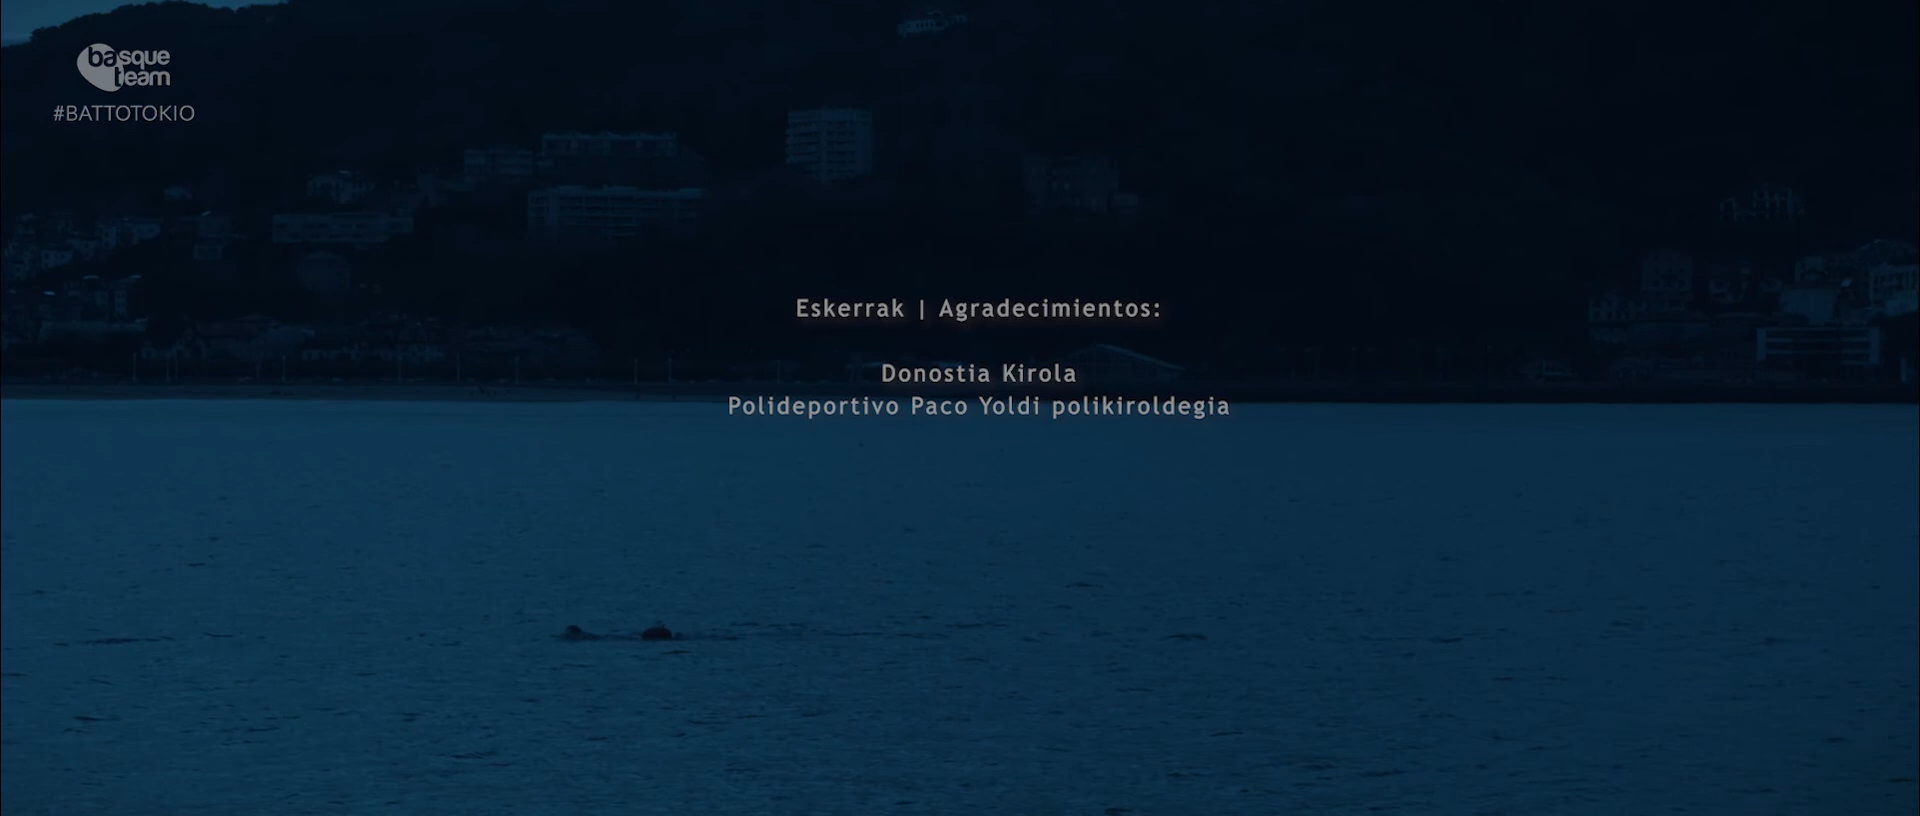 basque
team
#BATTOTOKIO
Eskerrak | Agradecimientos:
Donostia Kirola
Polideportivo Paco Yoldi polikiroldegia